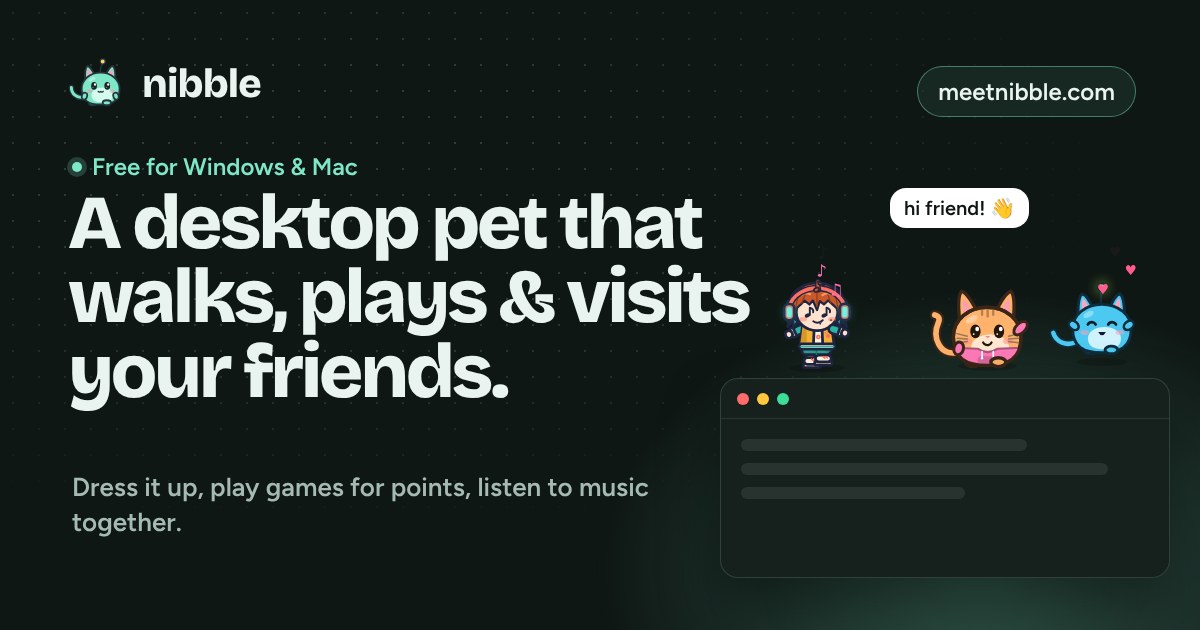 nibble
meetnibble.com
Free for Windows & Mac
A desktop pet that
walks, plays & visits
your friends.
hi friend! 👋
Dress it up, play games for points, listen to music
together.